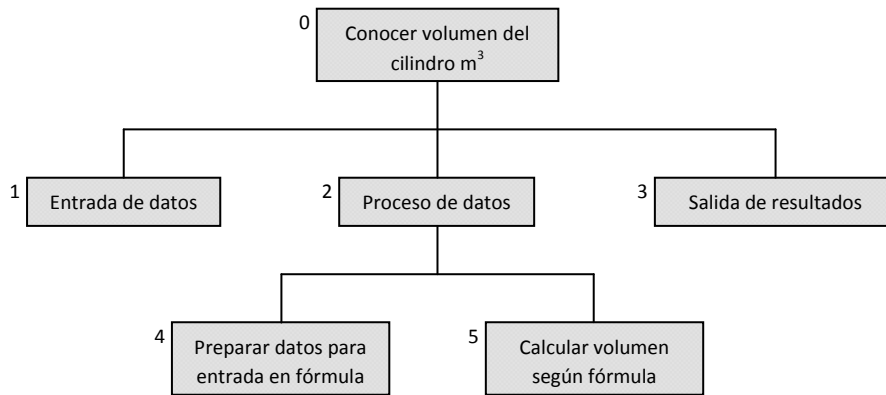 0
Conocer volumen del
cilindro m³
1
Entrada de datos
2
Proceso de datos
3
Salida de resultados
4
Preparar datos para
entrada en fórmula
5
Calcular volumen
según fórmula